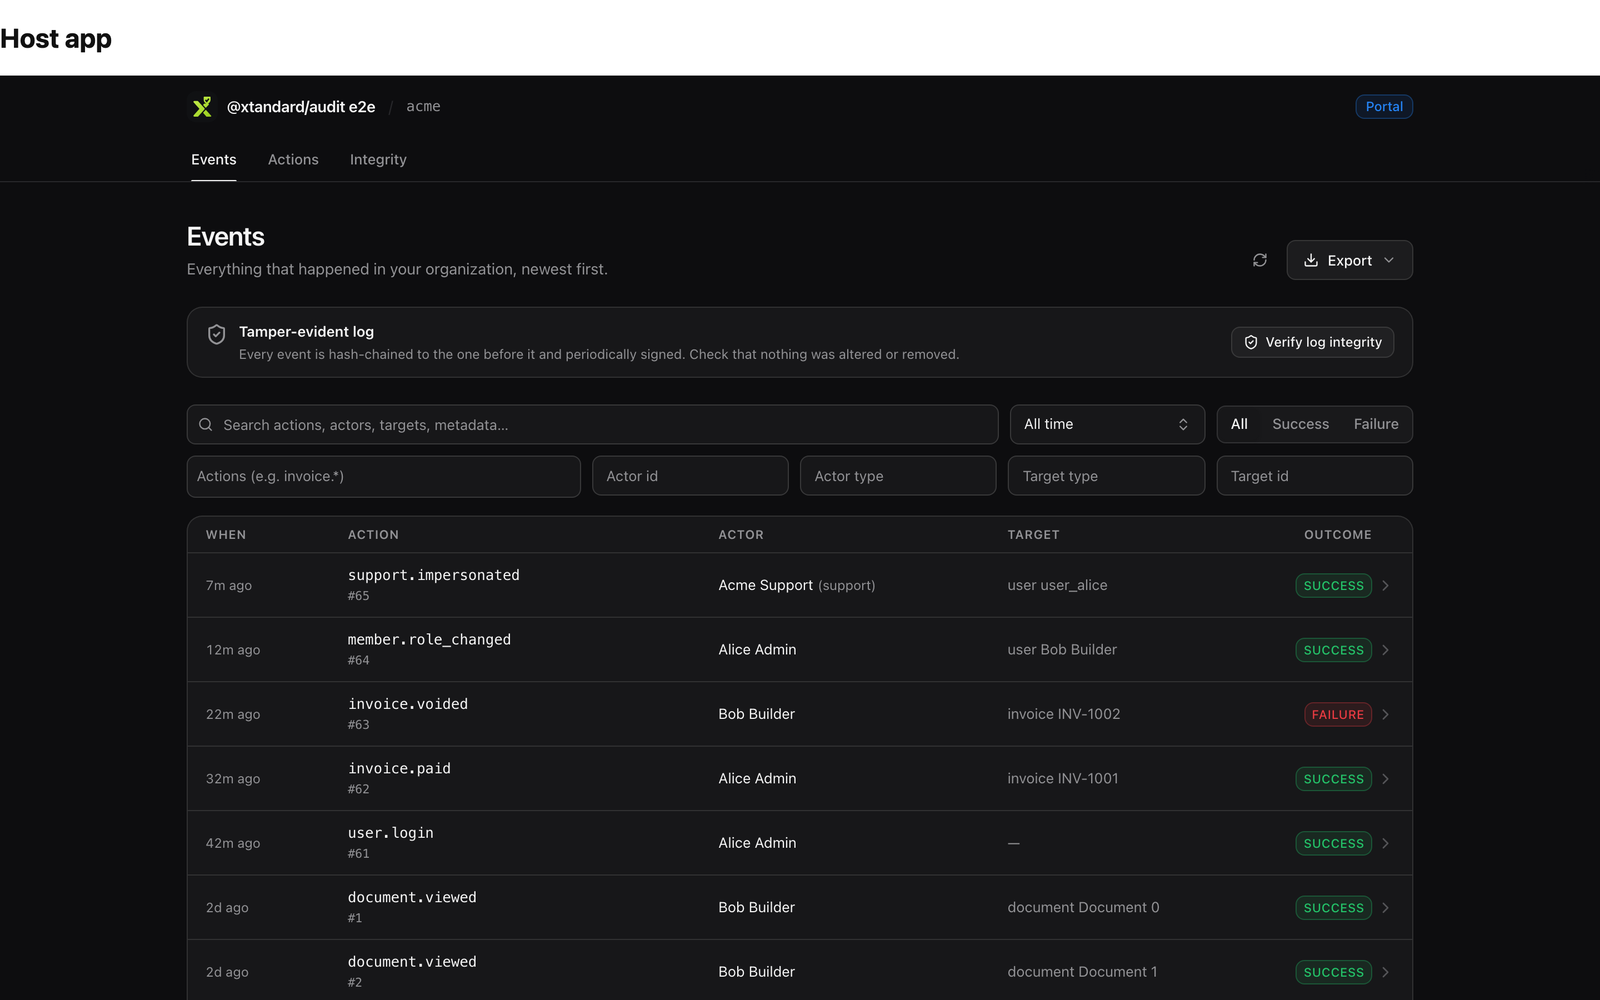 Host app
@xtandard/audit e2e / acme
Portal
Events Actions Integrity
Events
Everything that happened in your organization, newest first.
Export
Tamper-evident log
Every event is hash-chained to the one before it and periodically signed. Check that nothing was altered or removed.
Verify log integrity
Search actions, actors, targets, metadata... All time All Success Failure
Actions (e.g. invoice.*) Actor id Actor type Target type Target id
WHEN ACTION ACTOR TARGET OUTCOME
7m ago support.impersonated Acme Support (support) user user_alice SUCCESS
#65
12m ago member.role_changed Alice Admin user Bob Builder SUCCESS
#64
22m ago invoice.voided Bob Builder invoice INV-1002 FAILURE
#63
32m ago invoice.paid Alice Admin invoice INV-1001 SUCCESS
#62
42m ago user.login Alice Admin — SUCCESS
#61
2d ago document.viewed Bob Builder document Document 0 SUCCESS
#1
2d ago document.viewed Bob Builder document Document 1 SUCCESS
#2